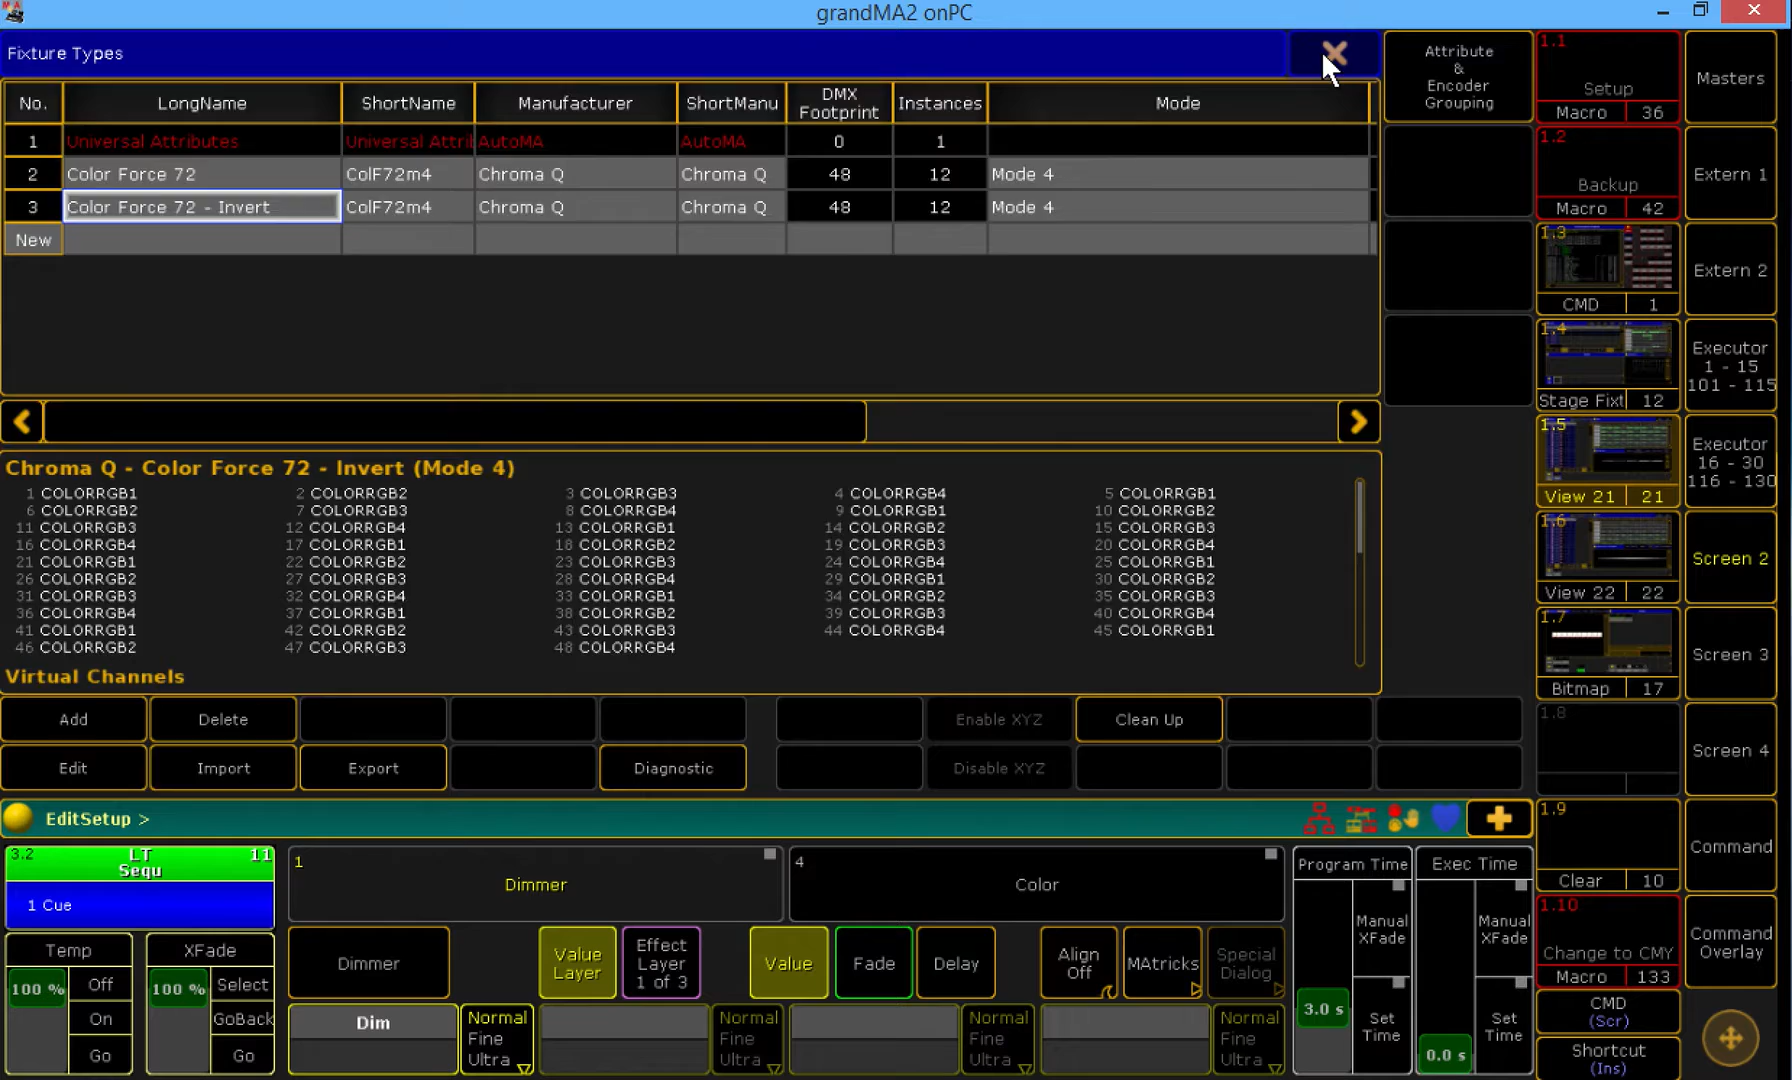 grandMA2 onPC
Fixture Types
No. LongName ShortName Manufacturer ShortManu DMX Footprint Instances Mode
1 Universal Attributes Universal Attrib AutoMA AutoMA 0 1
2 Color Force 72 ColF72m4 Chroma Q Chroma Q 48 12 Mode 4
3 Color Force 72 - Invert ColF72m4 Chroma Q Chroma Q 48 12 Mode 4
New
Chroma Q - Color Force 72 - Invert (Mode 4)
1 COLORRGB1 2 COLORRGB2 3 COLORRGB3 4 COLORRGB4 5 COLORRGB1
6 COLORRGB2 7 COLORRGB3 8 COLORRGB4 9 COLORRGB1 10 COLORRGB2
11 COLORRGB3 12 COLORRGB4 13 COLORRGB1 14 COLORRGB2 15 COLORRGB3
16 COLORRGB4 17 COLORRGB1 18 COLORRGB2 19 COLORRGB3 20 COLORRGB4
21 COLORRGB1 22 COLORRGB2 23 COLORRGB3 24 COLORRGB4 25 COLORRGB1
26 COLORRGB2 27 COLORRGB3 28 COLORRGB4 29 COLORRGB1 30 COLORRGB2
31 COLORRGB3 32 COLORRGB4 33 COLORRGB1 34 COLORRGB2 35 COLORRGB3
36 COLORRGB4 37 COLORRGB1 38 COLORRGB2 39 COLORRGB3 40 COLORRGB4
41 COLORRGB1 42 COLORRGB2 43 COLORRGB3 44 COLORRGB4 45 COLORRGB1
46 COLORRGB2 47 COLORRGB3 48 COLORRGB4
Virtual Channels
Add Delete Enable XYZ Clean Up
Edit Import Export Diagnostic Disable XYZ
EditSetup >
3.2 LT 11
Sequ
1 Cue
Temp
100 % Off
On
Go
XFade
100 % Select
GoBack
Go
1
Dimmer
4
Color
Dimmer
Value
Layer
Effect
Layer
1 of 3
Value
Fade
Delay
Align
Off
MAtricks
Special
Dialog
Dim
Normal
Fine
Ultra
Normal
Fine
Ultra
Normal
Fine
Ultra
Normal
Fine
Ultra
Program Time
Manual
XFade
3.0 s
Set
Time
Exec Time
Manual
XFade
0.0 s
Set
Time
Attribute
&
Encoder
Grouping
1.1
Setup
Macro 36
1.2
Backup
Macro 42
1.3
CMD 1
1.4
Stage Fixt 12
1.5
View 21 21
1.6
View 22 22
1.7
Bitmap 17
1.8
1.9
Clear 10
1.10
Change to CMY
Macro 133
CMD
(Scr)
Shortcut
(Ins)
Masters
Extern 1
Extern 2
Executor
1 - 15
101 - 115
Executor
16 - 30
116 - 130
Screen 2
Screen 3
Screen 4
Command
Command
Overlay